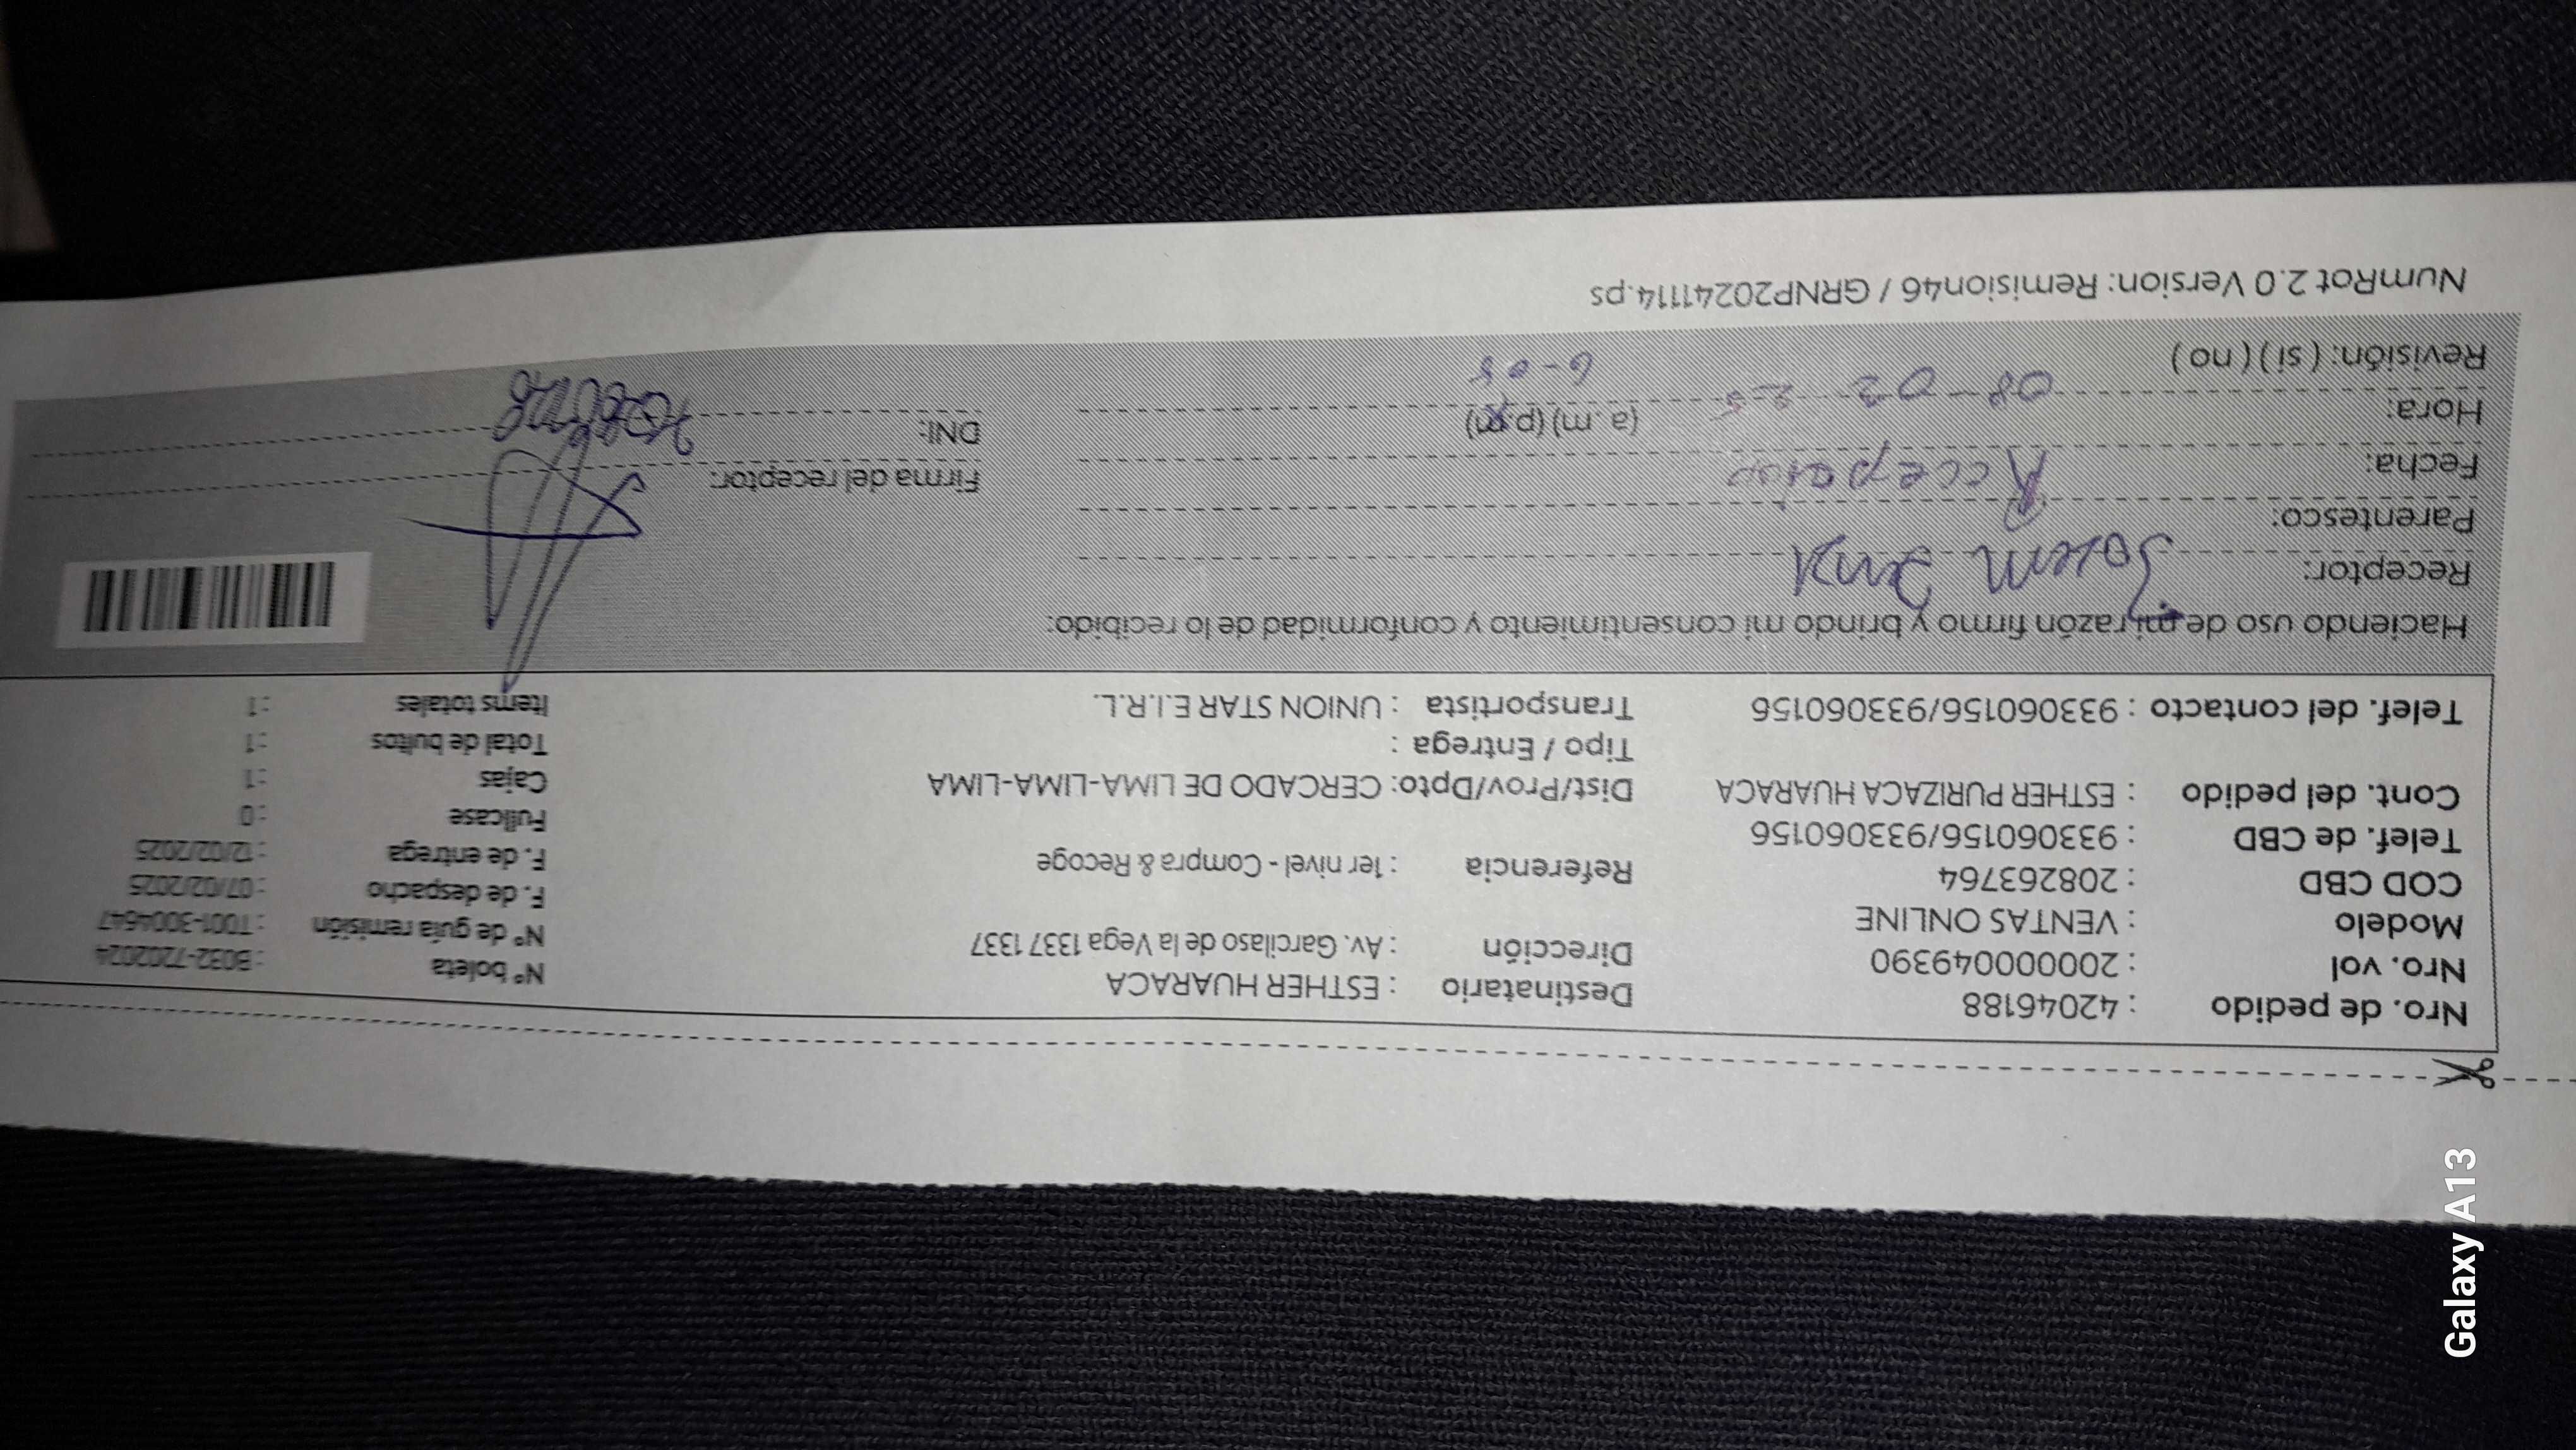 Nro. de pedido : 42046188 Destinatario : ESTHER HUARACA N° boleta : B032-7202024
Nro. vol : 20000049390 Dirección : Av. Garcilaso de la Vega 1337 1337 N° de guía remisión : T001-3004647
Modelo : VENTAS ONLINE F. de despacho : 07/02/2025
COD CBD : 208263764 Referencia : 1er nivel - Compra & Recoge F. de entrega : 12/02/2025
Telef. de CBD : 933060156/933060156 Fullcase : 0
Cont. del pedido : ESTHER PURIZACA HUARACA Dist/Prov/Dpto: CERCADO DE LIMA-LIMA-LIMA Cajas : 1
Tipo / Entrega : Total de bultos : 1
Telef. del contacto : 933060156/933060156 Transportista : UNION STAR E.I.R.L. Items totales : 1
Haciendo uso de mi razón firmo y brindo mi consentimiento y conformidad de lo recibido:
Receptor:
Parentesco: Firma del receptor:
Fecha: DNI:
Hora: 08-02-25 (a.m) (p.m)
Revisión: ( si ) ( no ) 6-08
NumRot 2.0 Version: Remision46 / GRNP20241114.ps
Galaxy A13